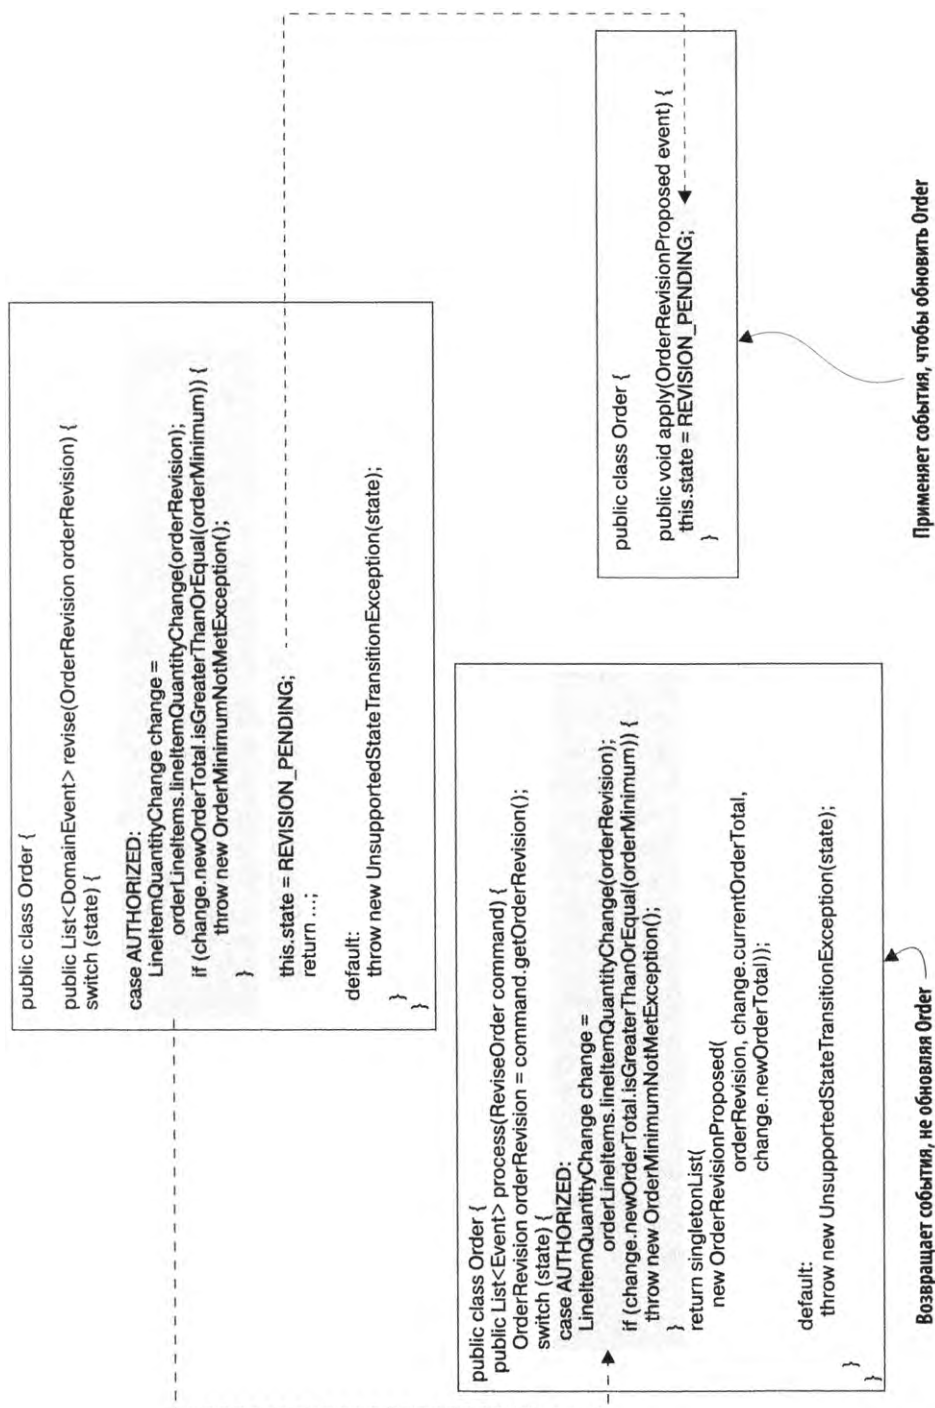 public class Order {
public List<DomainEvent> revise(OrderRevision orderRevision) {
switch (state) {
case AUTHORIZED:
LineItemQuantityChange change =
orderLineItems.lineItemQuantityChange(orderRevision);
if (change.newOrderTotal.isGreaterThanOrEqual(orderMinimum)) {
throw new OrderMinimumNotMetException();
}
this.state = REVISION_PENDING;
return ...;
default:
throw new UnsupportedStateTransitionException(state);
}
}
public class Order {
public List<Event> process(ReviseOrder command) {
OrderRevision orderRevision = command.getOrderRevision();
switch (state) {
case AUTHORIZED:
LineItemQuantityChange change =
orderLineItems.lineItemQuantityChange(orderRevision);
if (change.newOrderTotal.isGreaterThanOrEqual(orderMinimum)) {
throw new OrderMinimumNotMetException();
}
return singletonList(
new OrderRevisionProposed(
orderRevision, change.currentOrderTotal,
change.newOrderTotal));
default:
throw new UnsupportedStateTransitionException(state);
}
}
Возвращает события, не обновляя Order
public class Order {
public void apply(OrderRevisionProposed event) {
this.state = REVISION_PENDING;
}
Применяет события, чтобы обновить Order